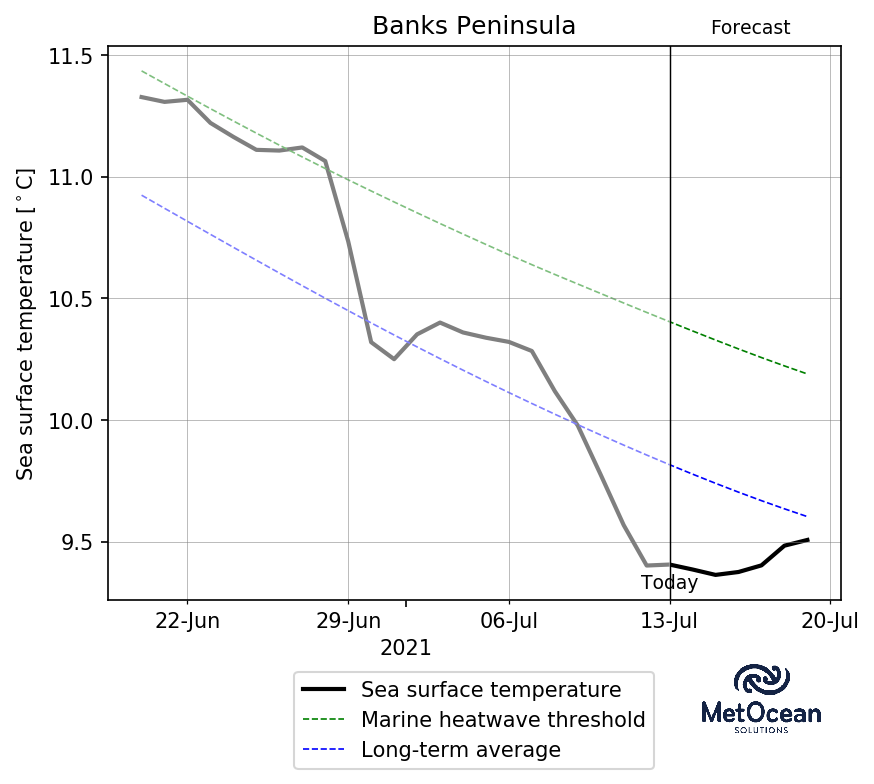 Banks Peninsula
Forecast
Sea surface temperature [°C]
11.5
11.0
10.5
10.0
9.5
Today
22-Jun
29-Jun
06-Jul
13-Jul
20-Jul
2021
Sea surface temperature
Marine heatwave threshold
Long-term average
MetOcean
SOLUTIONS